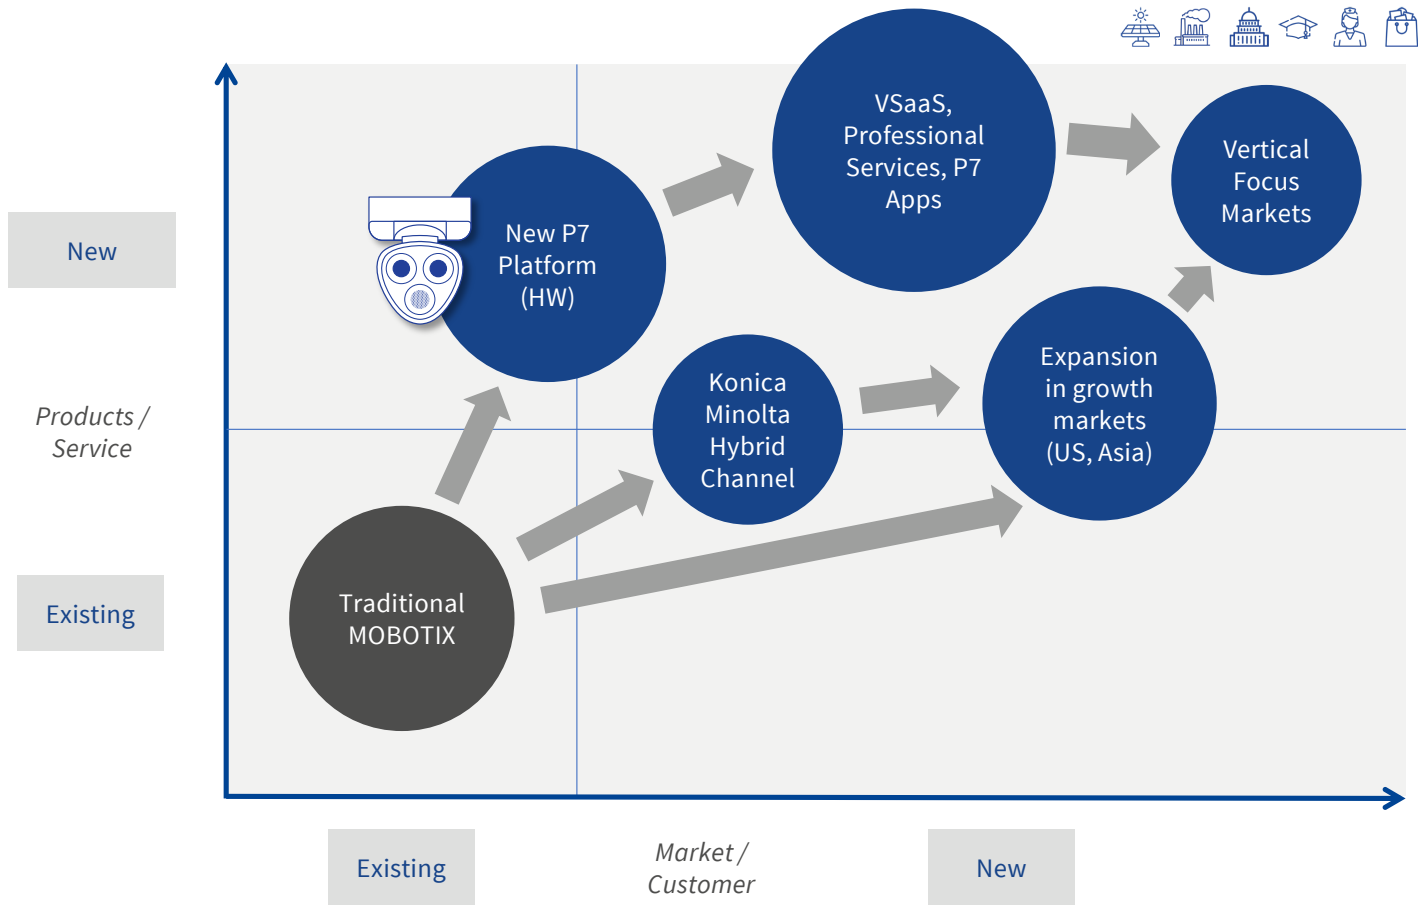 VSaaS,
Professional
Services, P7
Apps
Vertical
Focus
Markets
New P7
Platform
(HW)
New
Expansion
in growth
markets
(US, Asia)
Konica
Minolta
Hybrid
Channel
Products /
Service
Traditional
MOBOTIX
Existing
Existing
Market /
Customer
New